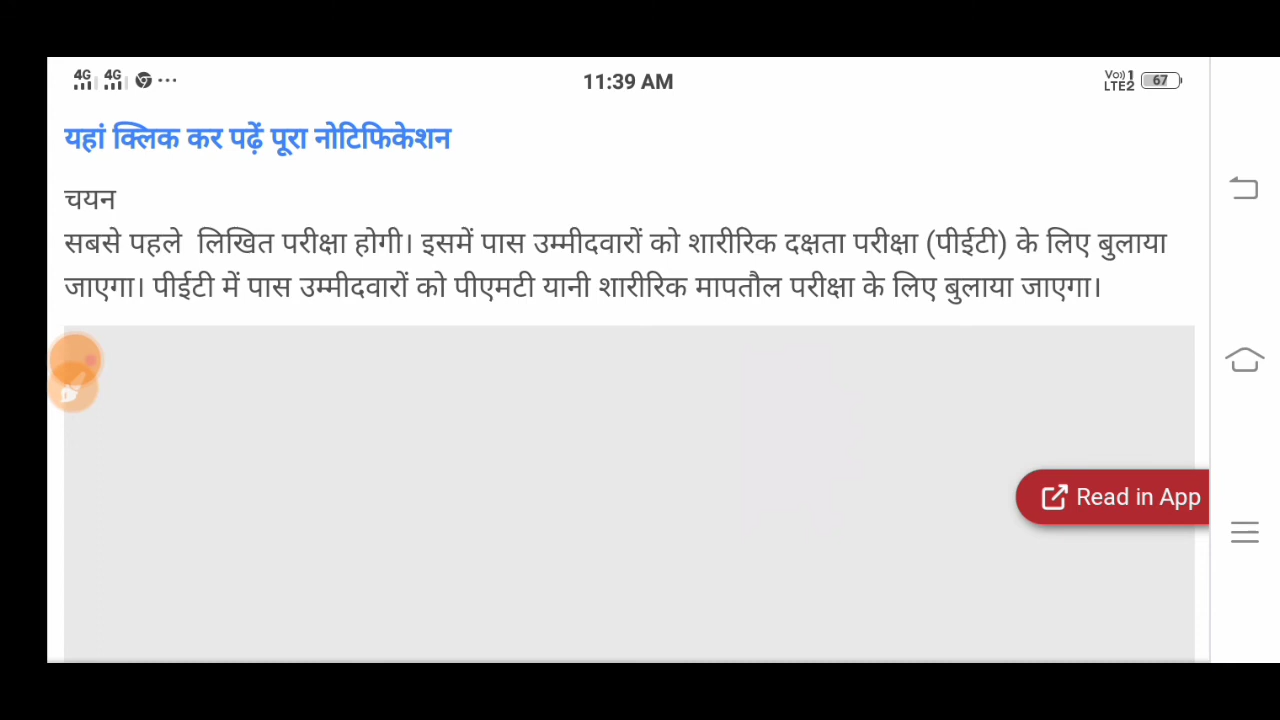 4G 4G ... 11:39 AM Vo)) 1 LTE2 67
यहां क्लिक कर पढ़ें पूरा नोटिफिकेशन
चयन
सबसे पहले लिखित परीक्षा होगी। इसमें पास उम्मीदवारों को शारीरिक दक्षता परीक्षा (पीईटी) के लिए बुलाया
जाएगा। पीईटी में पास उम्मीदवारों को पीएमटी यानी शारीरिक मापतौल परीक्षा के लिए बुलाया जाएगा।
Read in App